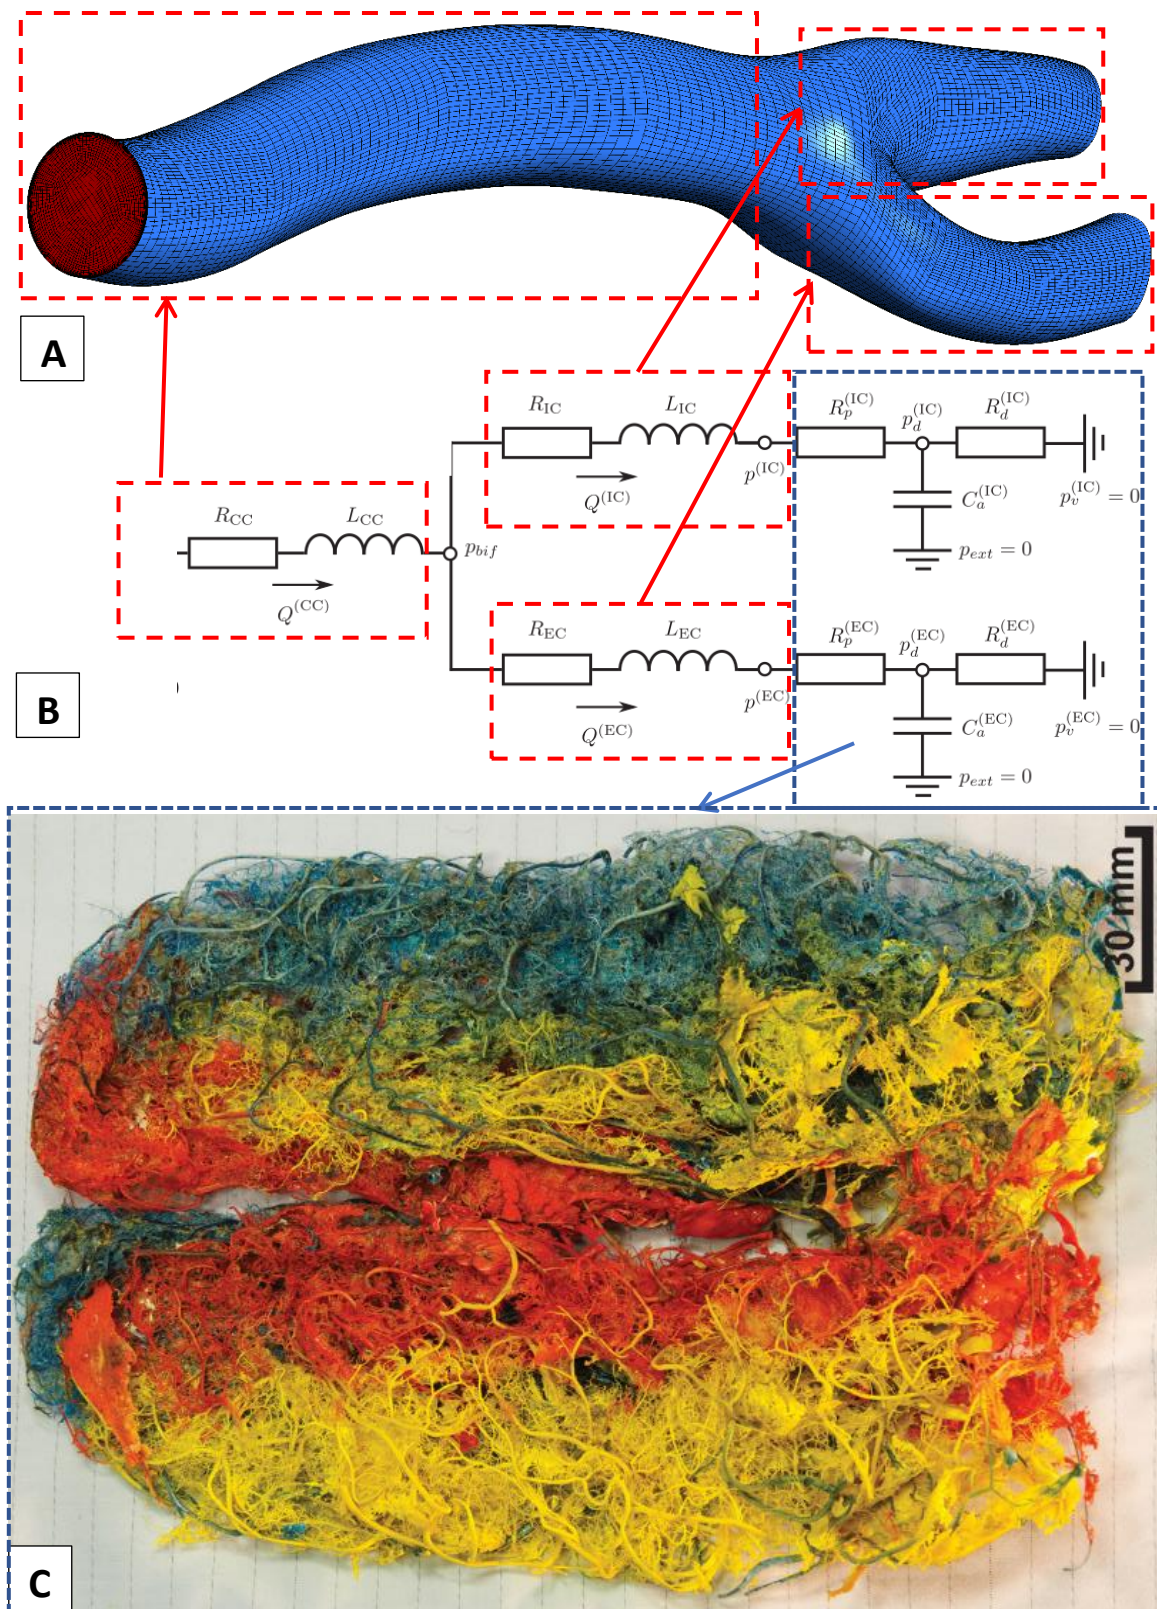 A
R_IC L_IC R_p^(IC) p_d^(IC) R_d^(IC)
Q^(IC) p^(IC) C_a^(IC) p_v^(IC) = 0
R_CC L_CC p_bif p_ext = 0
Q^(CC)
R_EC L_EC R_p^(EC) p_d^(EC) R_d^(EC)
B
Q^(EC) p^(EC) C_a^(EC) p_v^(EC) = 0
p_ext = 0
30 mm
C